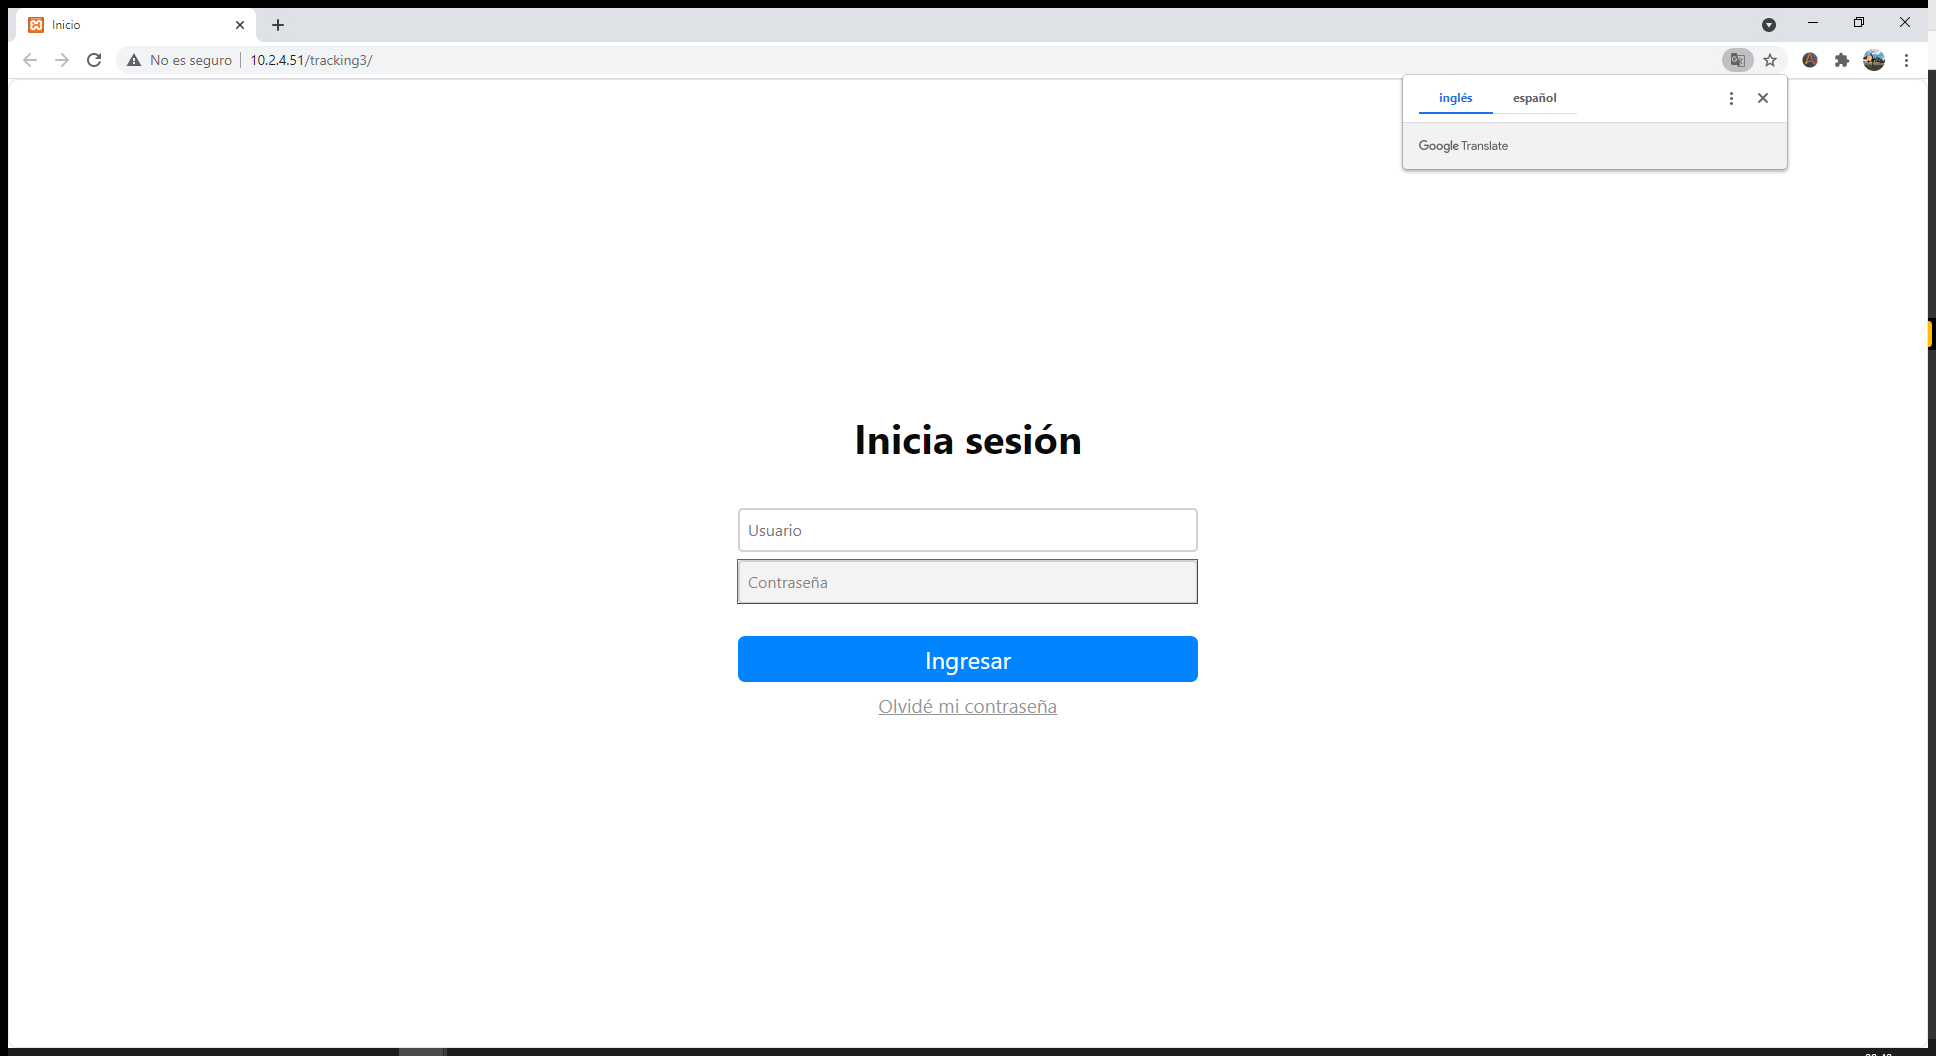 Inicio
No es seguro
10.2.4.51/tracking3/
inglés
español
Google Translate
Inicia sesión
Usuario
Contraseña
Ingresar
Olvidé mi contraseña